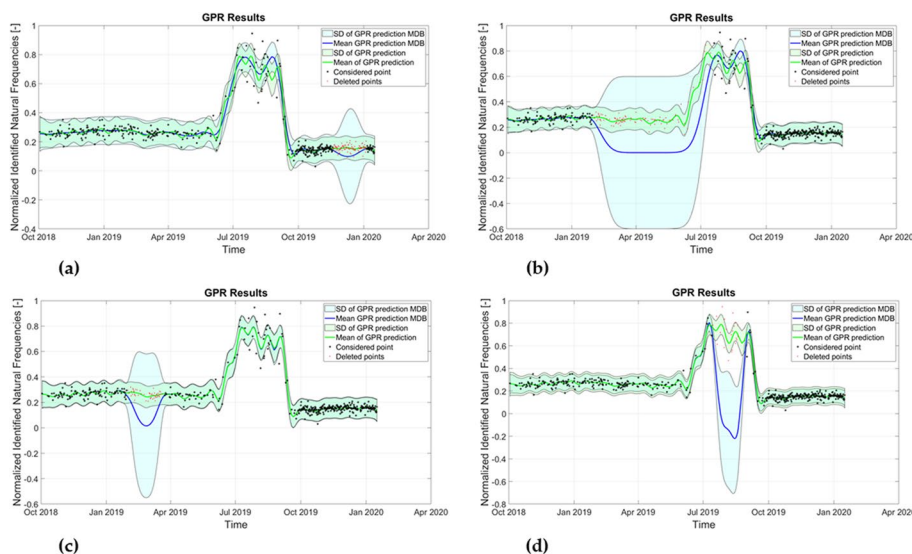 GPR Results
SD of GPR prediction MDB
Mean GPR prediction MDB
SD of GPR prediction
Mean of GPR prediction
Considered point
Deleted points
Normalized Identified Natural Frequencies [-]
1
0.8
0.6
0.4
0.2
0
-0.2
-0.4
Oct 2018 Jan 2019 Apr 2019 Jul 2019 Oct 2019 Jan 2020 Apr 2020
Time
(a)
GPR Results
SD of GPR prediction MDB
Mean GPR prediction MDB
SD of GPR prediction
Mean of GPR prediction
Considered point
Deleted points
Normalized Identified Natural Frequencies [-]
1
0.8
0.6
0.4
0.2
0
-0.2
-0.4
-0.6
Oct 2018 Jan 2019 Apr 2019 Jul 2019 Oct 2019 Jan 2020 Apr 2020
Time
(b)
GPR Results
SD of GPR prediction MDB
Mean GPR prediction MDB
SD of GPR prediction
Mean of GPR prediction
Considered point
Deleted points
Normalized Identified Natural Frequencies [-]
1
0.8
0.6
0.4
0.2
0
-0.2
-0.4
-0.6
Oct 2018 Jan 2019 Apr 2019 Jul 2019 Oct 2019 Jan 2020 Apr 2020
Time
(c)
GPR Results
SD of GPR prediction MDB
Mean GPR prediction MDB
SD of GPR prediction
Mean of GPR prediction
Considered point
Deleted points
Normalized Identified Natural Frequencies [-]
1
0.8
0.6
0.4
0.2
0
-0.2
-0.4
-0.6
-0.8
Oct 2018 Jan 2019 Apr 2019 Jul 2019 Oct 2019 Jan 2020 Apr 2020
Time
(d)